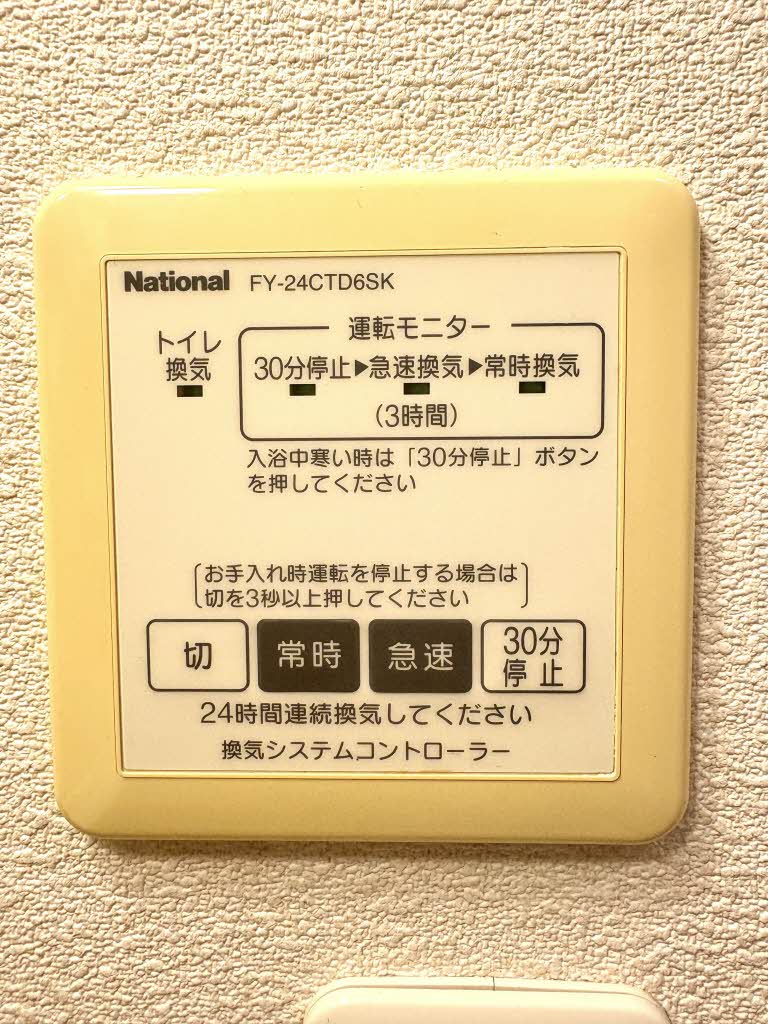 National FY-24CTD6SK
運転モニター
トイレ
換気
30分停止▶急速換気▶常時換気
(3時間)
入浴中寒い時は「30分停止」ボタン
を押してください
お手入れ時運転を停止する場合は
切を3秒以上押してください
切 常時 急速 30分
停止
24時間連続換気してください
換気システムコントローラー